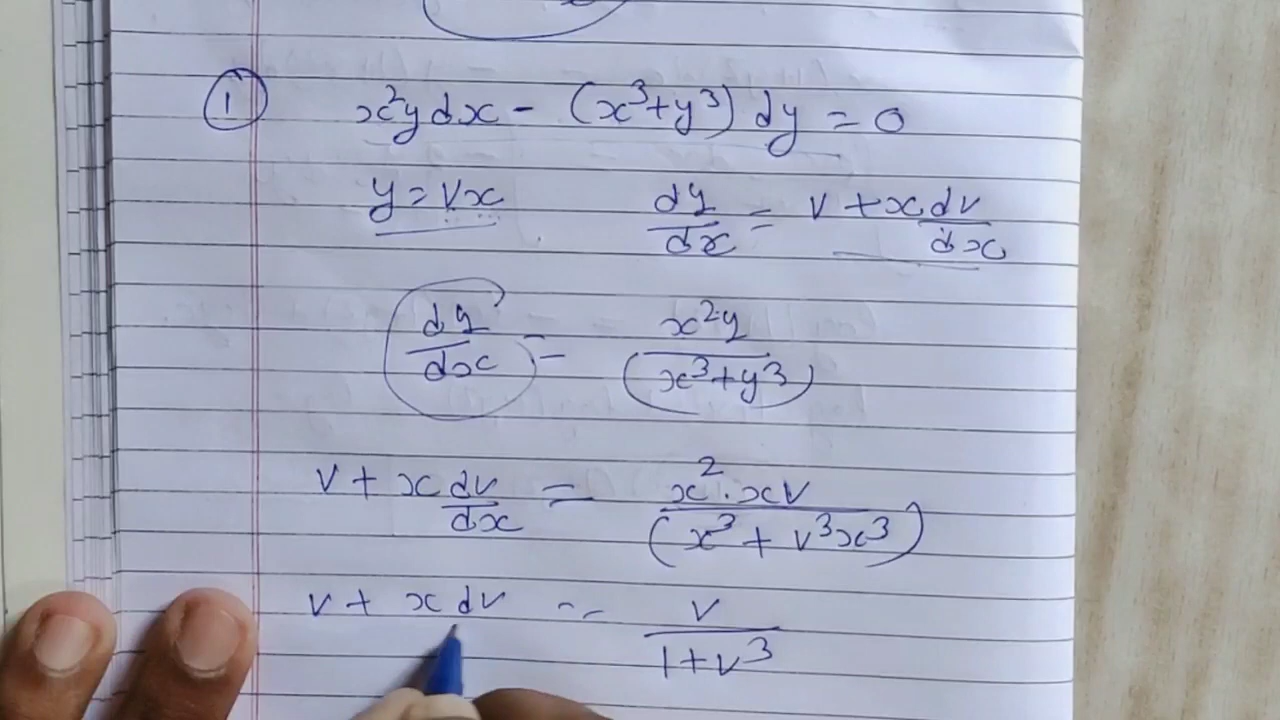 ① x²y dx - (x³+y³) dy = 0
y = vx dy/dx = v + x dv/dx
dy/dx = x²y/(x³+y³)
v + x dv/dx = x².xv/(x³+v³x³)
v + x dv = v/1+v³